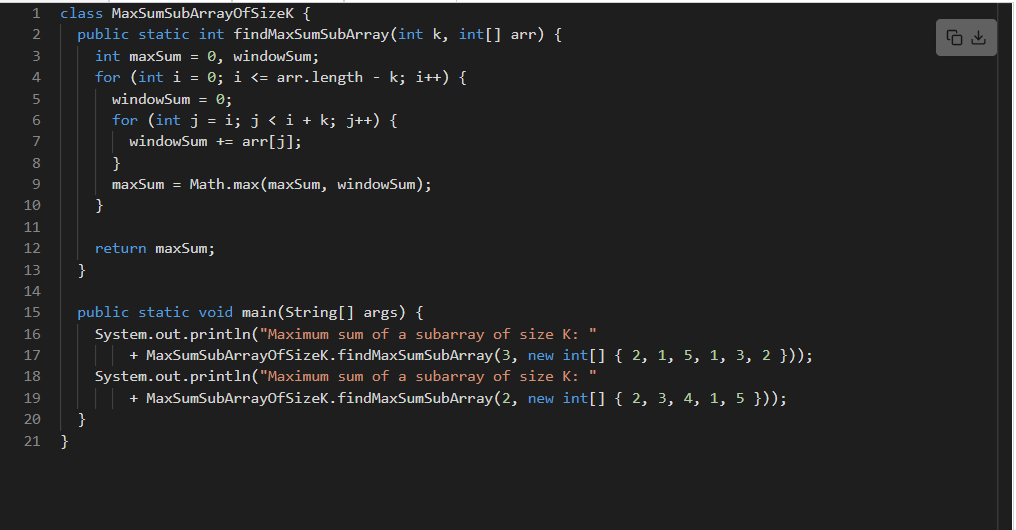 1 class MaxSumSubArrayOfSizeK {
2   public static int findMaxSumSubArray(int k, int[] arr) {
3     int maxSum = 0, windowSum;
4     for (int i = 0; i <= arr.length - k; i++) {
5       windowSum = 0;
6       for (int j = i; j < i + k; j++) {
7         windowSum += arr[j];
8       }
9       maxSum = Math.max(maxSum, windowSum);
10     }
11
12     return maxSum;
13   }
14
15   public static void main(String[] args) {
16     System.out.println("Maximum sum of a subarray of size K: "
17         + MaxSumSubArrayOfSizeK.findMaxSumSubArray(3, new int[] { 2, 1, 5, 1, 3, 2 }));
18     System.out.println("Maximum sum of a subarray of size K: "
19         + MaxSumSubArrayOfSizeK.findMaxSumSubArray(2, new int[] { 2, 3, 4, 1, 5 }));
20   }
21 }